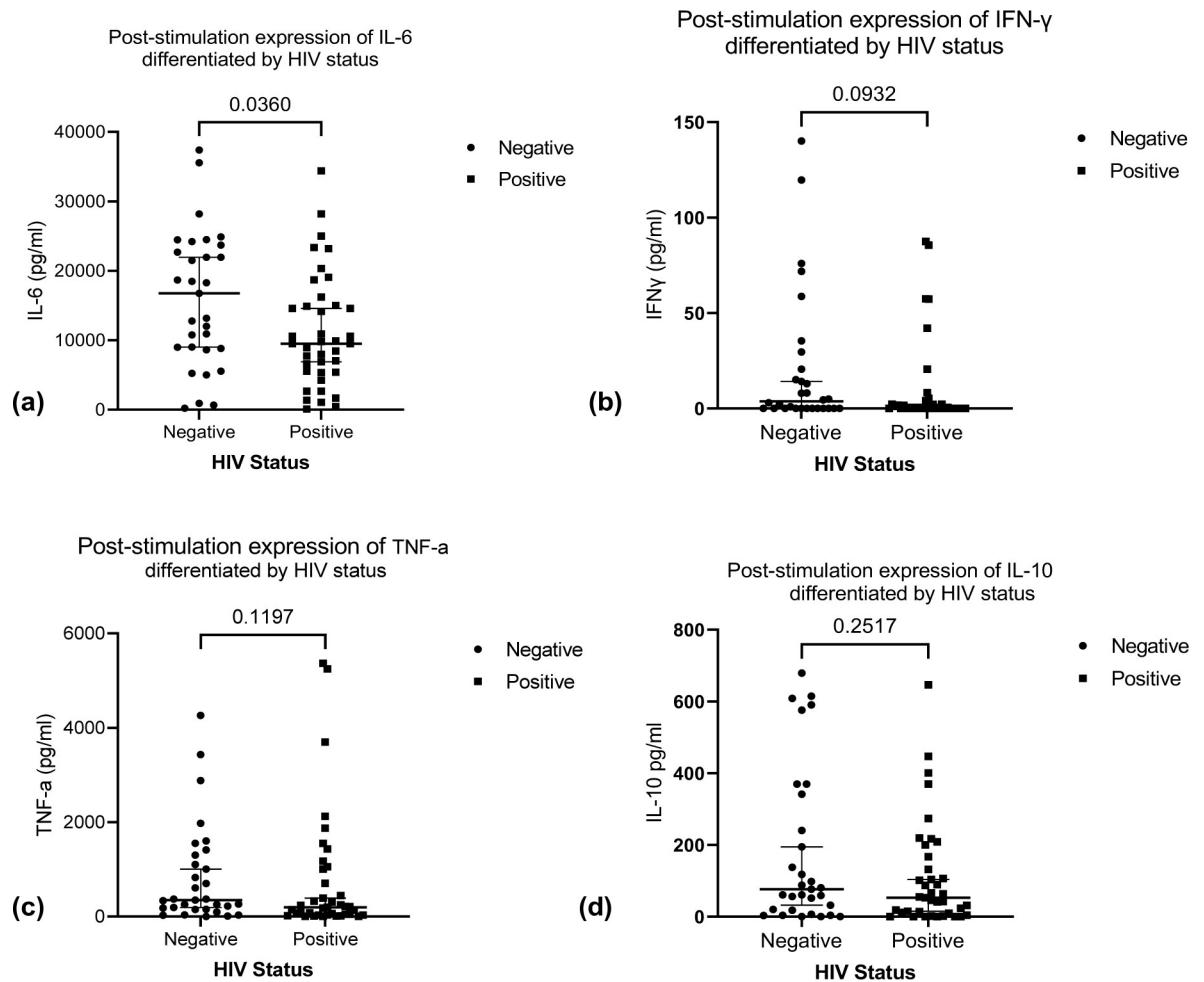 Post-stimulation expression of IL-6
differentiated by HIV status
0.0360
40000
30000
20000
10000
0
IL-6 (pg/ml)
Negative
Positive
Negative
Positive
HIV Status
(a)
Post-stimulation expression of IFN-γ
differentiated by HIV status
0.0932
150
100
50
0
IFNγ (pg/ml)
Negative
Positive
Negative
Positive
HIV Status
(b)
Post-stimulation expression of TNF-a
differentiated by HIV status
0.1197
6000
4000
2000
0
TNF-a (pg/ml)
Negative
Positive
Negative
Positive
HIV Status
(c)
Post-stimulation expression of IL-10
differentiated by HIV status
0.2517
800
600
400
200
0
IL-10 pg/ml
Negative
Positive
Negative
Positive
HIV Status
(d)